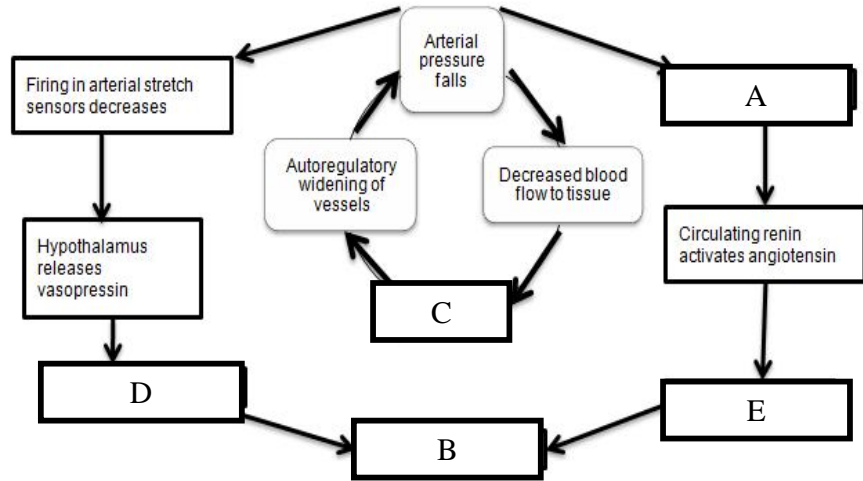 Arterial
pressure
falls
Firing in arterial stretch
sensors decreases
A
Autoregulatory
widening of
vessels
Decreased blood
flow to tissue
Hypothalamus
releases
vasopressin
Circulating renin
activates angiotensin
C
D
E
B